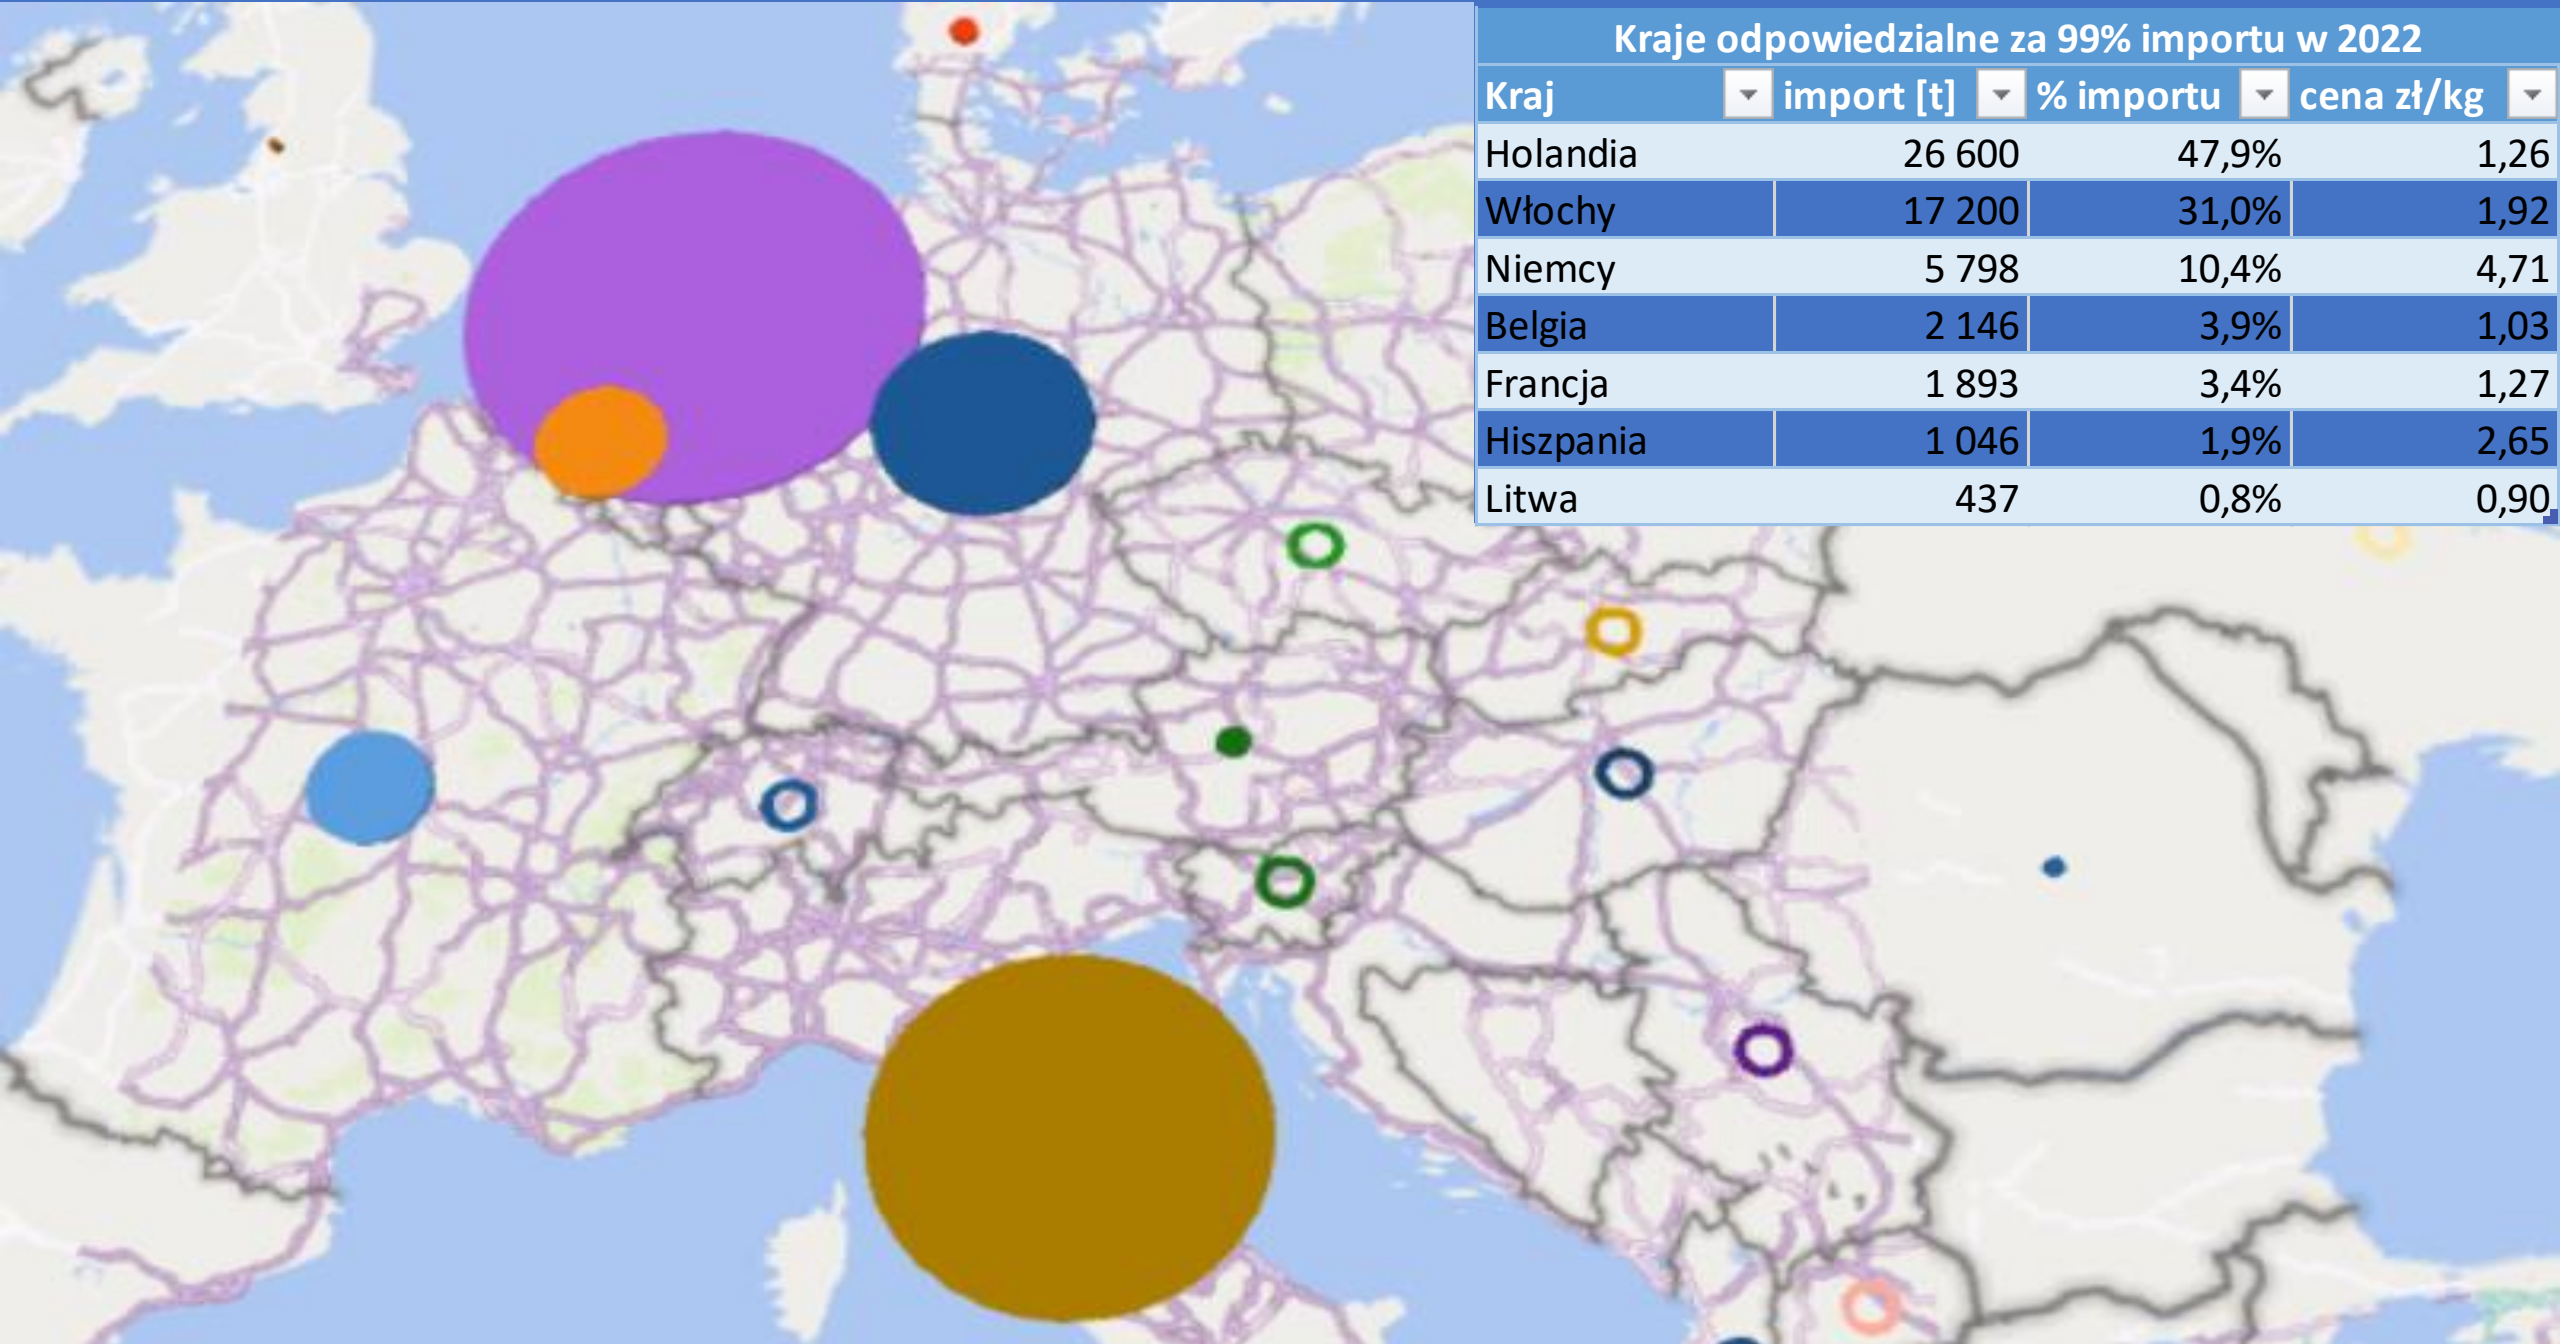 Kraje odpowiedzialne za 99% importu w 2022
Kraj import [t] % importu cena zł/kg
Holandia 26 600 47,9% 1,26
Włochy 17 200 31,0% 1,92
Niemcy 5 798 10,4% 4,71
Belgia 2 146 3,9% 1,03
Francja 1 893 3,4% 1,27
Hiszpania 1 046 1,9% 2,65
Litwa 437 0,8% 0,90